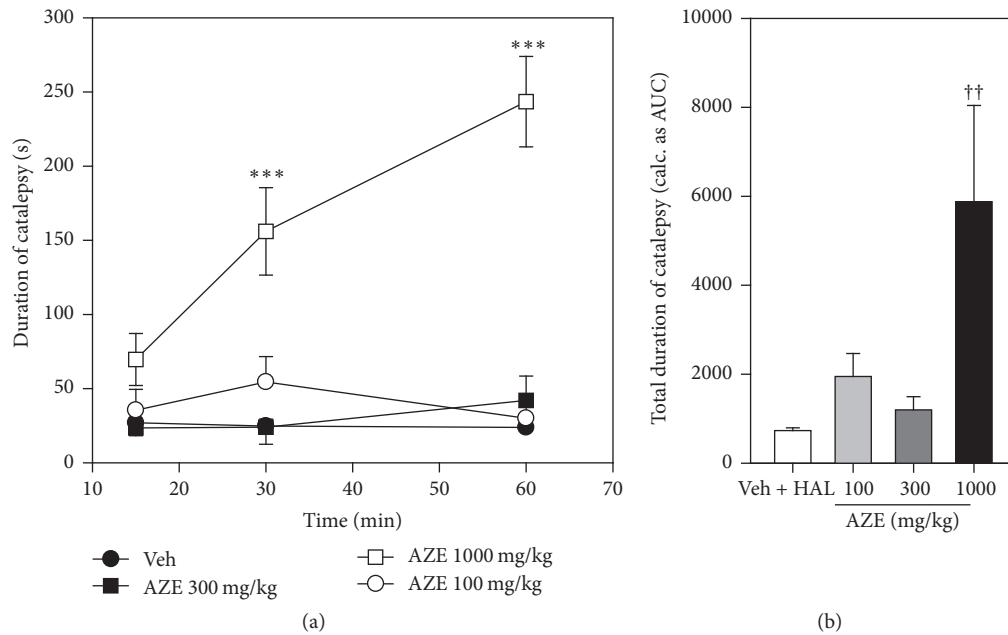 300
250
200
150
100
50
0
Duration of catalepsy (s)
***
***
10 20 30 40 50 60 70
Time (min)
Veh
AZE 300 mg/kg
AZE 1000 mg/kg
AZE 100 mg/kg
(a)
10000
8000
6000
4000
2000
0
Total duration of catalepsy (calc. as AUC)
††
Veh + HAL 100 300 1000
AZE (mg/kg)
(b)